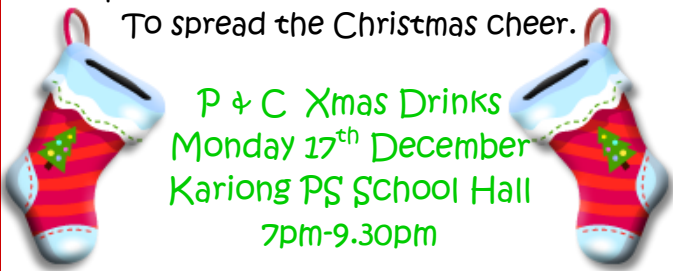 To spread the Christmas cheer.
P & C Xmas Drinks
Monday 17th December
Kariong PS School Hall
7pm-9.30pm